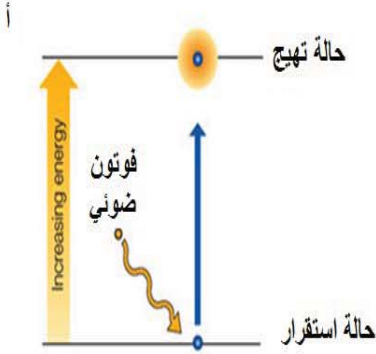 أ
حالة تهيج
فوتون
ضوئي
Increasing energy
حالة استقرار